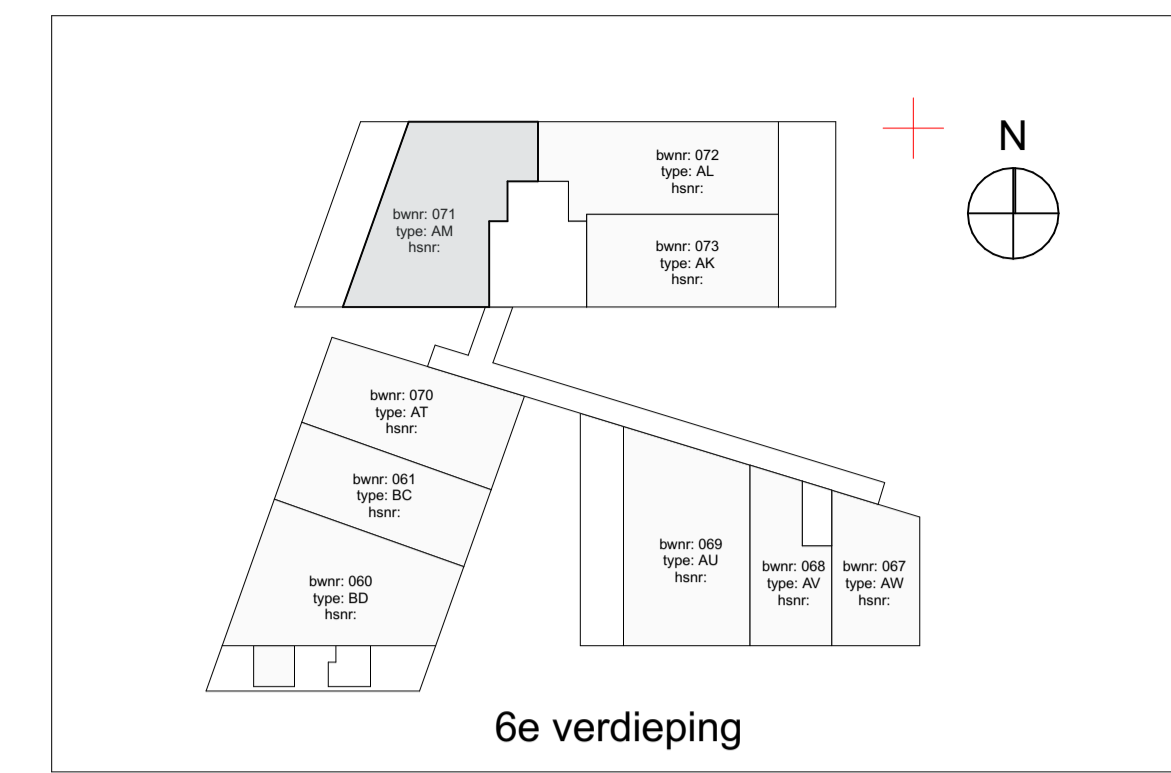 N
bwnr: 072
type: AL
hsnr:
bwnr: 071
type: AM
hsnr:
bwnr: 073
type: AK
hsnr:
bwnr: 070
type: AT
hsnr:
bwnr: 061
type: BC
hsnr:
bwnr: 060
type: BD
hsnr:
bwnr: 069
type: AU
hsnr:
bwnr: 068
type: AV
hsnr:
bwnr: 067
type: AW
hsnr:
6e verdieping